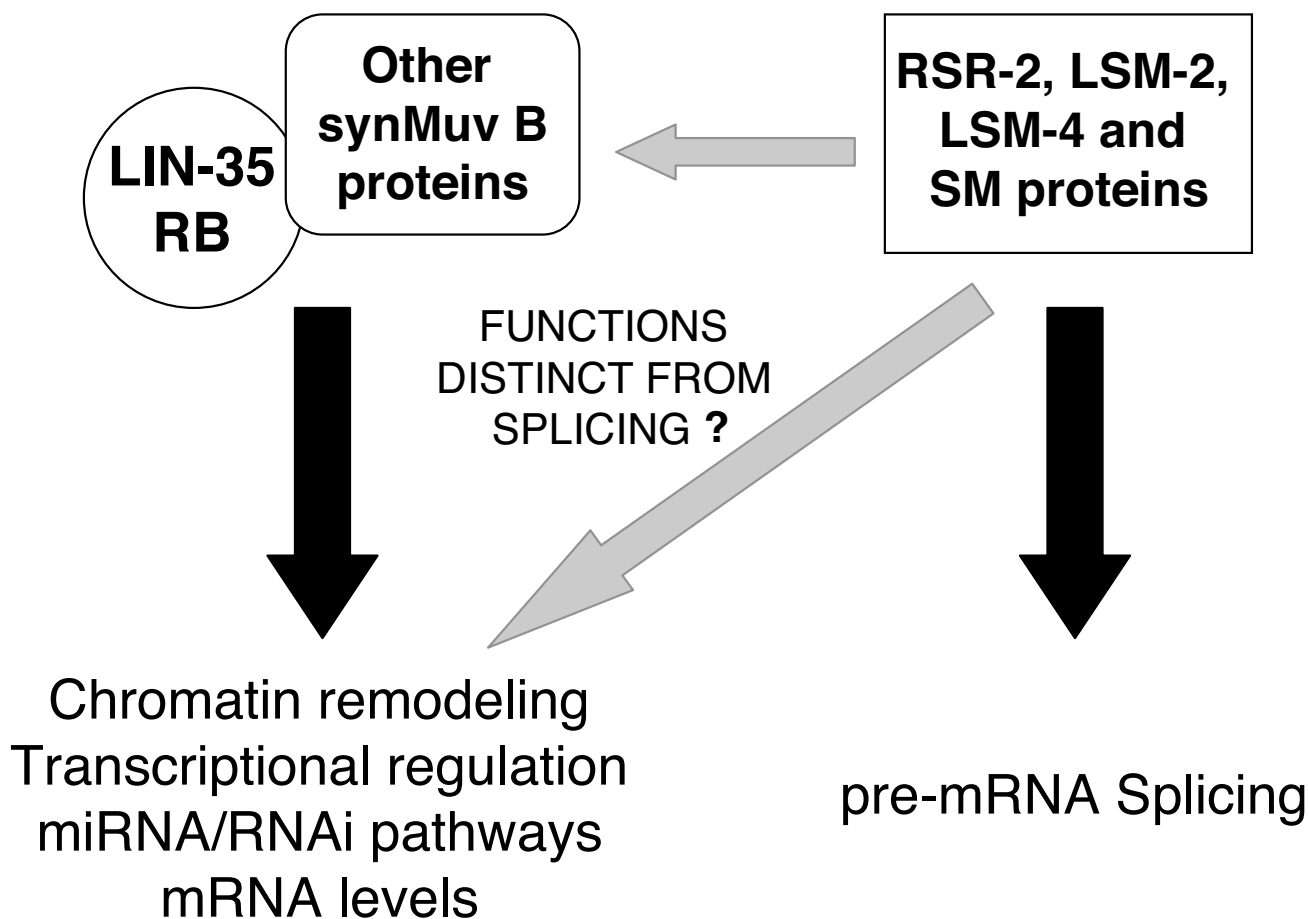 Other
synMuv B
proteins
LIN-35
RB
RSR-2, LSM-2,
LSM-4 and
SM proteins
FUNCTIONS
DISTINCT FROM
SPLICING ?
Chromatin remodeling
Transcriptional regulation
miRNA/RNAi pathways
mRNA levels
pre-mRNA Splicing